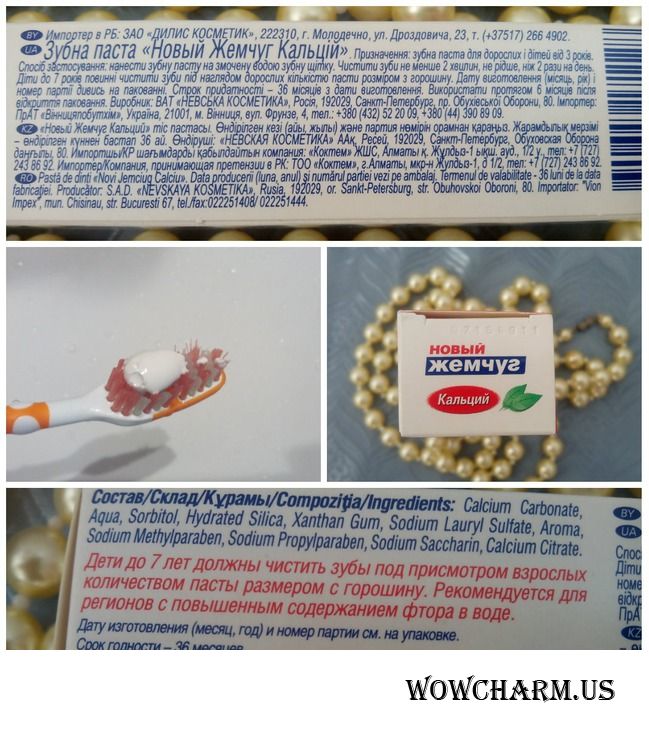 BY Импортер в РБ: ЗАО «ДИЛИС КОСМЕТИК», 222310, г. Молодечно, ул. Дроздовича, 23, т. (+37517) 266 4902.
UA Зубна паста «Новый Жемчуг Кальцій». Призначення: зубна паста для дорослих і дітей від 3 років.
Спосіб застосування: нанести зубну пасту на змочену водою зубну щітку. Чистити зуби не менше 2 хвилин, не рідше, ніж 2 рази на день.
Діти до 7 років повинні чистити зуби під наглядом дорослих кількістю пасти розміром з горошину. Дату виготовлення (місяць, рік) і
номер партії дивись на пакованні. Строк придатності – 36 місяців з дати виготовлення. Використати протягом 6 місяців після
відкриття паковання. Виробник: ВАТ «НЕВСЬКА КОСМЕТИКА», Росія, 192029, Санкт-Петербург, пр. Обухівської Оборони, 80. Імпортер:
ПрАТ «Вінницяпобутхім», Україна, 21001, м. Вінниця, вул. Фрунзе, 4, тел.: +380 (432) 52 20 09, +380 (44) 390 89 09.
KZ «Новый Жемчуг Кальций» тіс пастасы. Өндірілген кезі (айы, жылы) және партия нөмірін орамнан қараңыз. Жарамдылық мерзімі
– өндірілген күннен бастап 36 ай. Өндіруші: «НЕВСКАЯ КОСМЕТИКА» ААҚ, Ресей, 192029, Санкт-Петербург, Обуховская Оборона
даңғылы, 80. Импортшы/ҚР шағымдарды қабылдайтын компания: «Коктем» ЖШС, Алматы қ, Жұлдыз-1 ықш. ауд., 1/2 ү., тел: +7 (727)
243 86 92. Импортер/Компания, принимающая претензии в РК: ТОО «Коктем», г.Алматы, мкр-н Жулдыз-1, д 1/2, тел: +7 (727) 243 86 92.
RO Pastă de dinți «Novi Jemciug Calciu». Data producerii (luna, anul) și numărul partiei vezi pe ambalaj. Termenul de valabilitate - 36 luni de la data
fabricației. Producător: S.A.D. «NEVSKAYA KOSMETIKA», Rusia, 192029, or. Sankt-Petersburg, str. Obuhovskoi Oboroni, 80. Importator: "Vion
Impex", mun. Chisinau, str. Bucuresti 67, tel./fax:022251408/ 022251444.
НОВЫЙ
жемчуг
Кальций
Состав/Склад/Құрамы/Compoziţia/Ingredients: Calcium Carbonate,
Aqua, Sorbitol, Hydrated Silica, Xanthan Gum, Sodium Lauryl Sulfate, Aroma,
Sodium Methylparaben, Sodium Propylparaben, Sodium Saccharin, Calcium Citrate.
Дети до 7 лет должны чистить зубы под присмотром взрослых
количеством пасты размером с горошину. Рекомендуется для
регионов с повышенным содержанием фтора в воде.
Дату изготовления (месяц, год) и номер партии см. на упаковке.
Срок годности – 36 месяцев
BY
UA
Діти
номе
ПрА
KZ
WOWCHARM.US